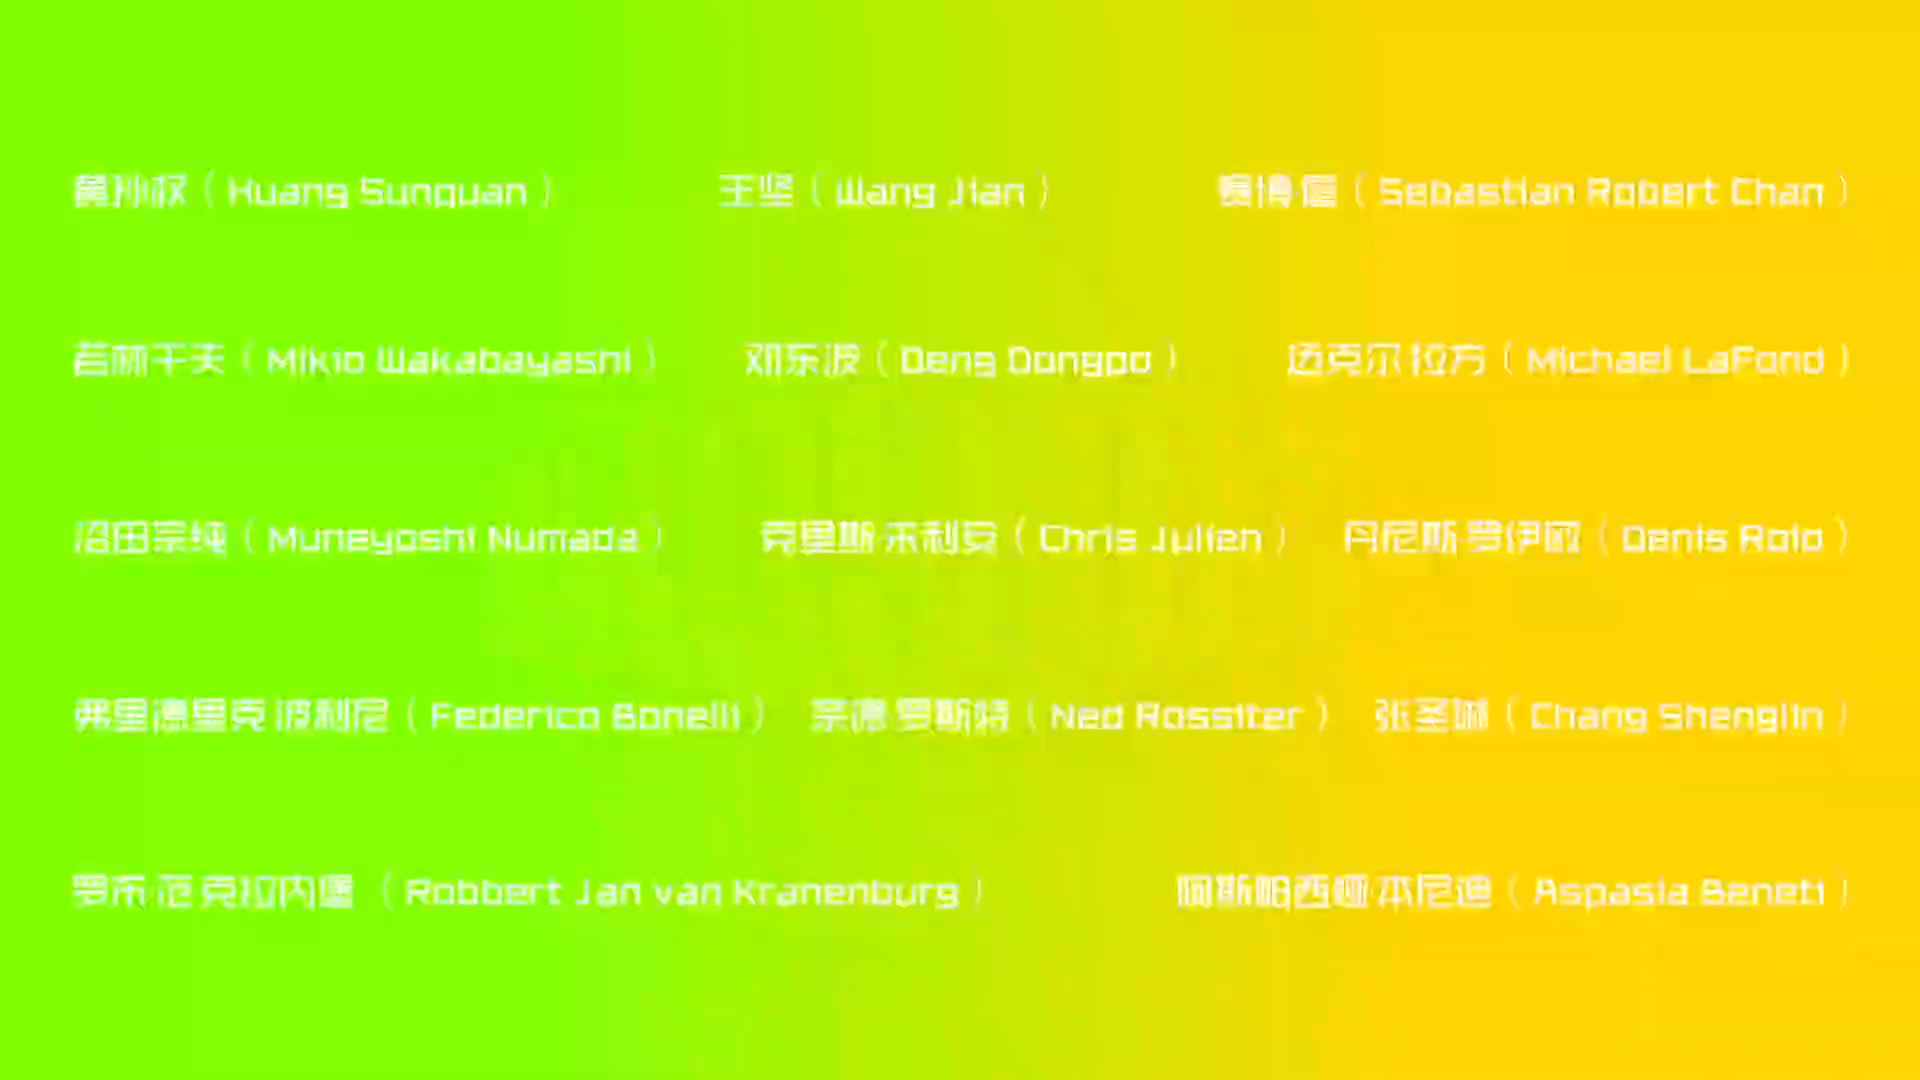 黄孙权（Huang Sunquan） 王坚（Wang Jian） 赛博·詹（Sebastian Robert Chan）
若林干夫（Mikio Wakabayashi） 邓东波（Deng Dongpo） 迈克尔·拉方（Michael LaFond）
沼田宗纯（Muneyoshi Numada） 克里斯·朱利安（Chris Julien） 丹尼斯·罗伊欧（Denis Roio）
弗里德里克·波利尼（Federico Bonelli） 奈德·罗斯特（Ned Rossiter） 张圣琳（Chang Shenglin）
罗布·范·克拉内堡（Robbert Jan van Kranenburg） 阿斯帕西娅·本尼迪（Aspasia Beneti）